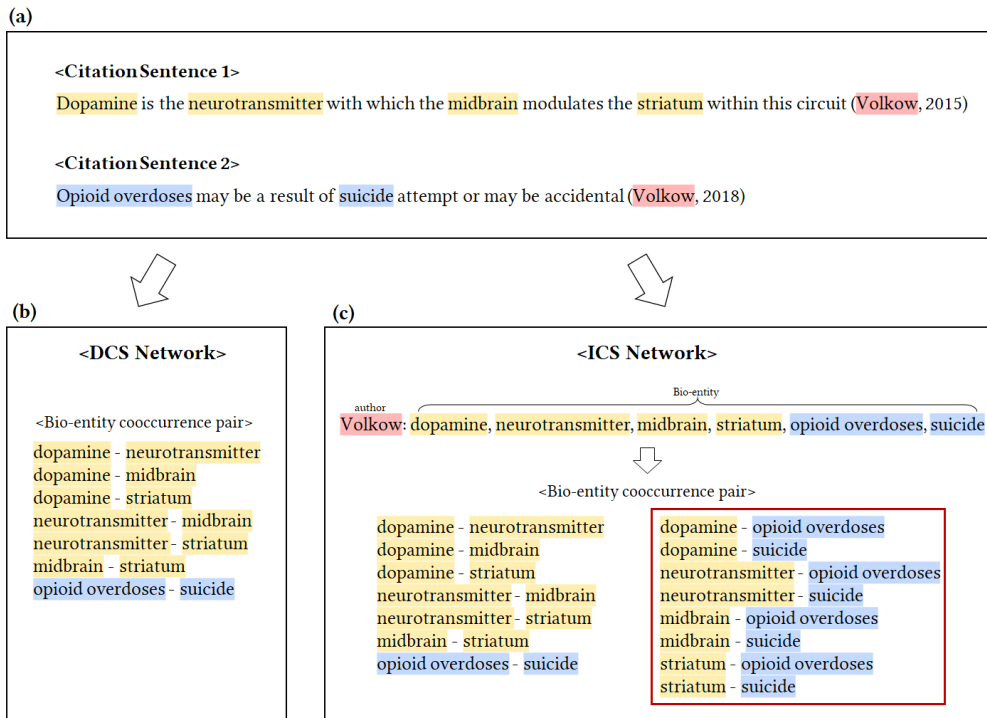 (a)
<Citation Sentence 1>
Dopamine is the neurotransmitter with which the midbrain modulates the striatum within this circuit (Volkow, 2015)
<Citation Sentence 2>
Opioid overdoses may be a result of suicide attempt or may be accidental (Volkow, 2018)
(b)
<DCS Network>
<Bio-entity cooccurrence pair>
dopamine - neurotransmitter
dopamine - midbrain
dopamine - striatum
neurotransmitter - midbrain
neurotransmitter - striatum
midbrain - striatum
opioid overdoses - suicide
(c)
<ICS Network>
Bio-entity
author
Volkow: dopamine, neurotransmitter, midbrain, striatum, opioid overdoses, suicide
<Bio-entity cooccurrence pair>
dopamine - neurotransmitter
dopamine - midbrain
dopamine - striatum
neurotransmitter - midbrain
neurotransmitter - striatum
midbrain - striatum
opioid overdoses - suicide
dopamine - opioid overdoses
dopamine - suicide
neurotransmitter - opioid overdoses
neurotransmitter - suicide
midbrain - opioid overdoses
midbrain - suicide
striatum - opioid overdoses
striatum - suicide